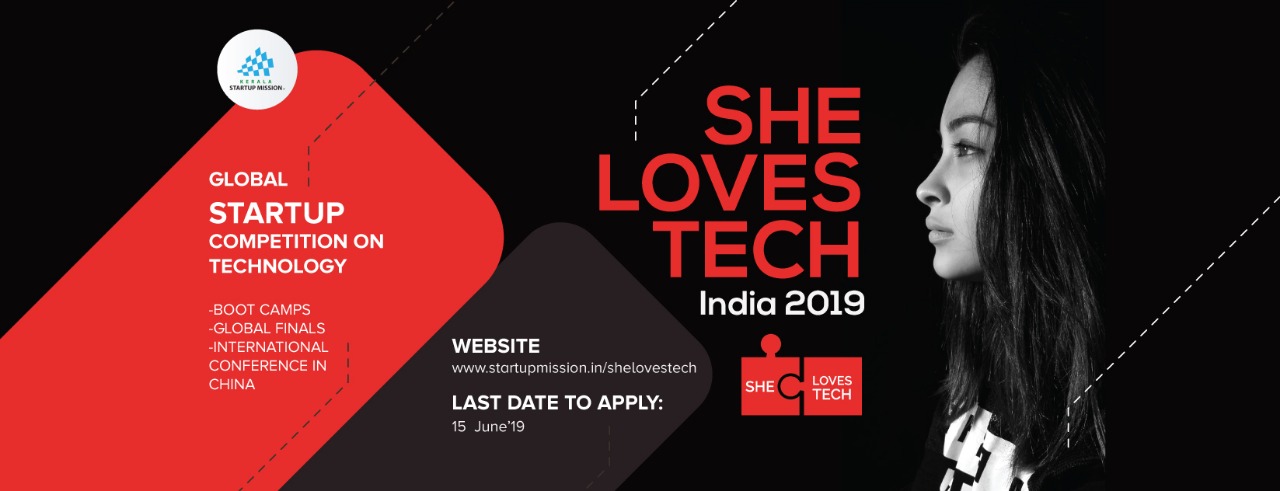 KERALA
STARTUP MISSION
GLOBAL
STARTUP
COMPETITION ON
TECHNOLOGY
-BOOT CAMPS
-GLOBAL FINALS
-INTERNATIONAL
CONFERENCE IN
CHINA
WEBSITE
www.startupmission.in/shelovestech
LAST DATE TO APPLY:
15 June'19
SHE
LOVES
TECH
India 2019
SHE
LOVES
TECH